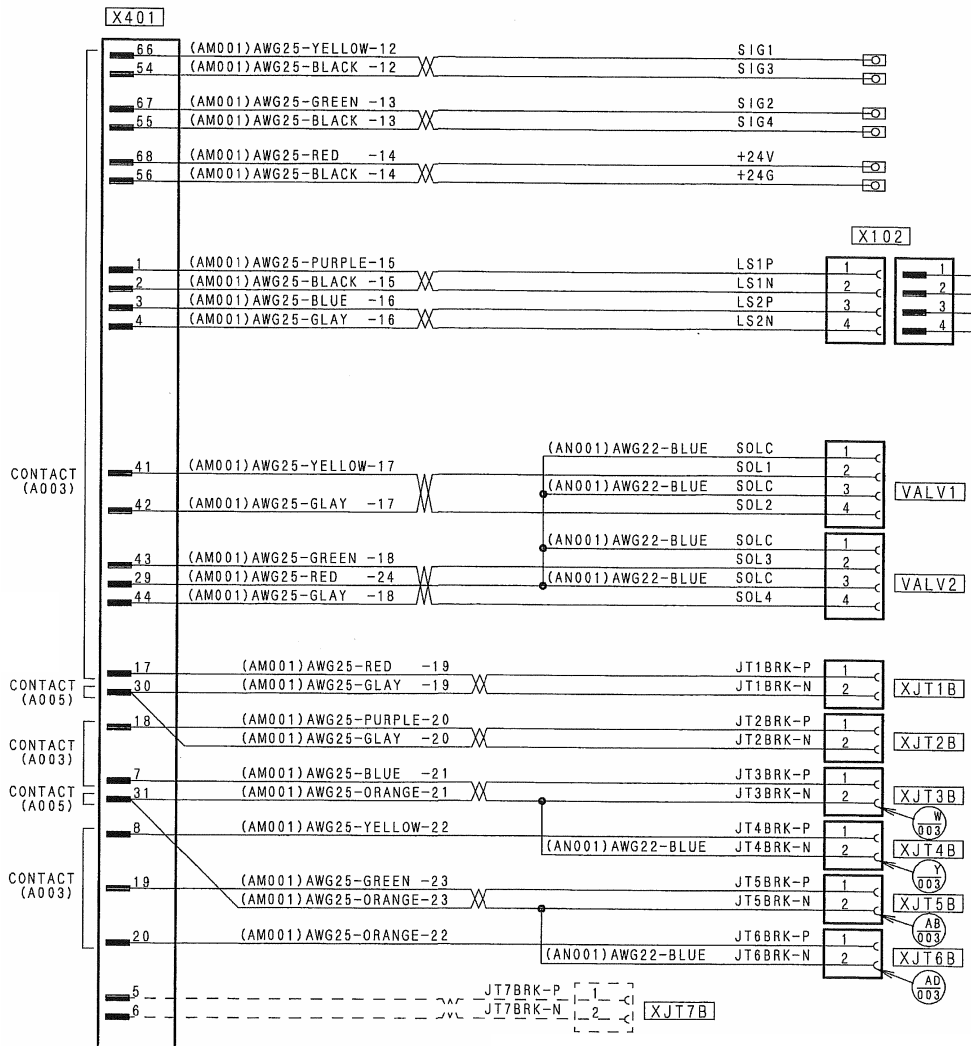 X401
66 (AM001)AWG25-YELLOW-12 SIG1
54 (AM001)AWG25-BLACK -12 SIG3
67 (AM001)AWG25-GREEN -13 SIG2
55 (AM001)AWG25-BLACK -13 SIG4
68 (AM001)AWG25-RED -14 +24V
56 (AM001)AWG25-BLACK -14 +24G
X102
1 (AM001)AWG25-PURPLE-15 LS1P 1 1
2 (AM001)AWG25-BLACK -15 LS1N 2 2
3 (AM001)AWG25-BLUE -16 LS2P 3 3
4 (AM001)AWG25-GLAY -16 LS2N 4 4
CONTACT
(A003)
(AN001)AWG22-BLUE SOLC 1
41 (AM001)AWG25-YELLOW-17 SOL1 2
(AN001)AWG22-BLUE SOLC 3
VALV1
42 (AM001)AWG25-GLAY -17 SOL2 4
(AN001)AWG22-BLUE SOLC 1
43 (AM001)AWG25-GREEN -18 SOL3 2
29 (AM001)AWG25-RED -24 (AN001)AWG22-BLUE SOLC 3
VALV2
44 (AM001)AWG25-GLAY -18 SOL4 4
17 (AM001)AWG25-RED -19 JT1BRK-P 1
CONTACT
(A005)
30 (AM001)AWG25-GLAY -19 JT1BRK-N 2
XJT1B
18 (AM001)AWG25-PURPLE-20 JT2BRK-P 1
(AM001)AWG25-GLAY -20 JT2BRK-N 2
XJT2B
CONTACT
(A003)
7 (AM001)AWG25-BLUE -21 JT3BRK-P 1
31 (AM001)AWG25-ORANGE-21 JT3BRK-N 2
XJT3B
CONTACT
(A005)
W
003
8 (AM001)AWG25-YELLOW-22 JT4BRK-P 1
(AN001)AWG22-BLUE JT4BRK-N 2
XJT4B
Y
003
CONTACT
(A003)
19 (AM001)AWG25-GREEN -23 JT5BRK-P 1
(AM001)AWG25-ORANGE-23 JT5BRK-N 2
XJT5B
AB
003
20 (AM001)AWG25-ORANGE-22 JT6BRK-P 1
(AN001)AWG22-BLUE JT6BRK-N 2
XJT6B
AD
003
5 JT7BRK-P 1
6 JT7BRK-N 2
XJT7B